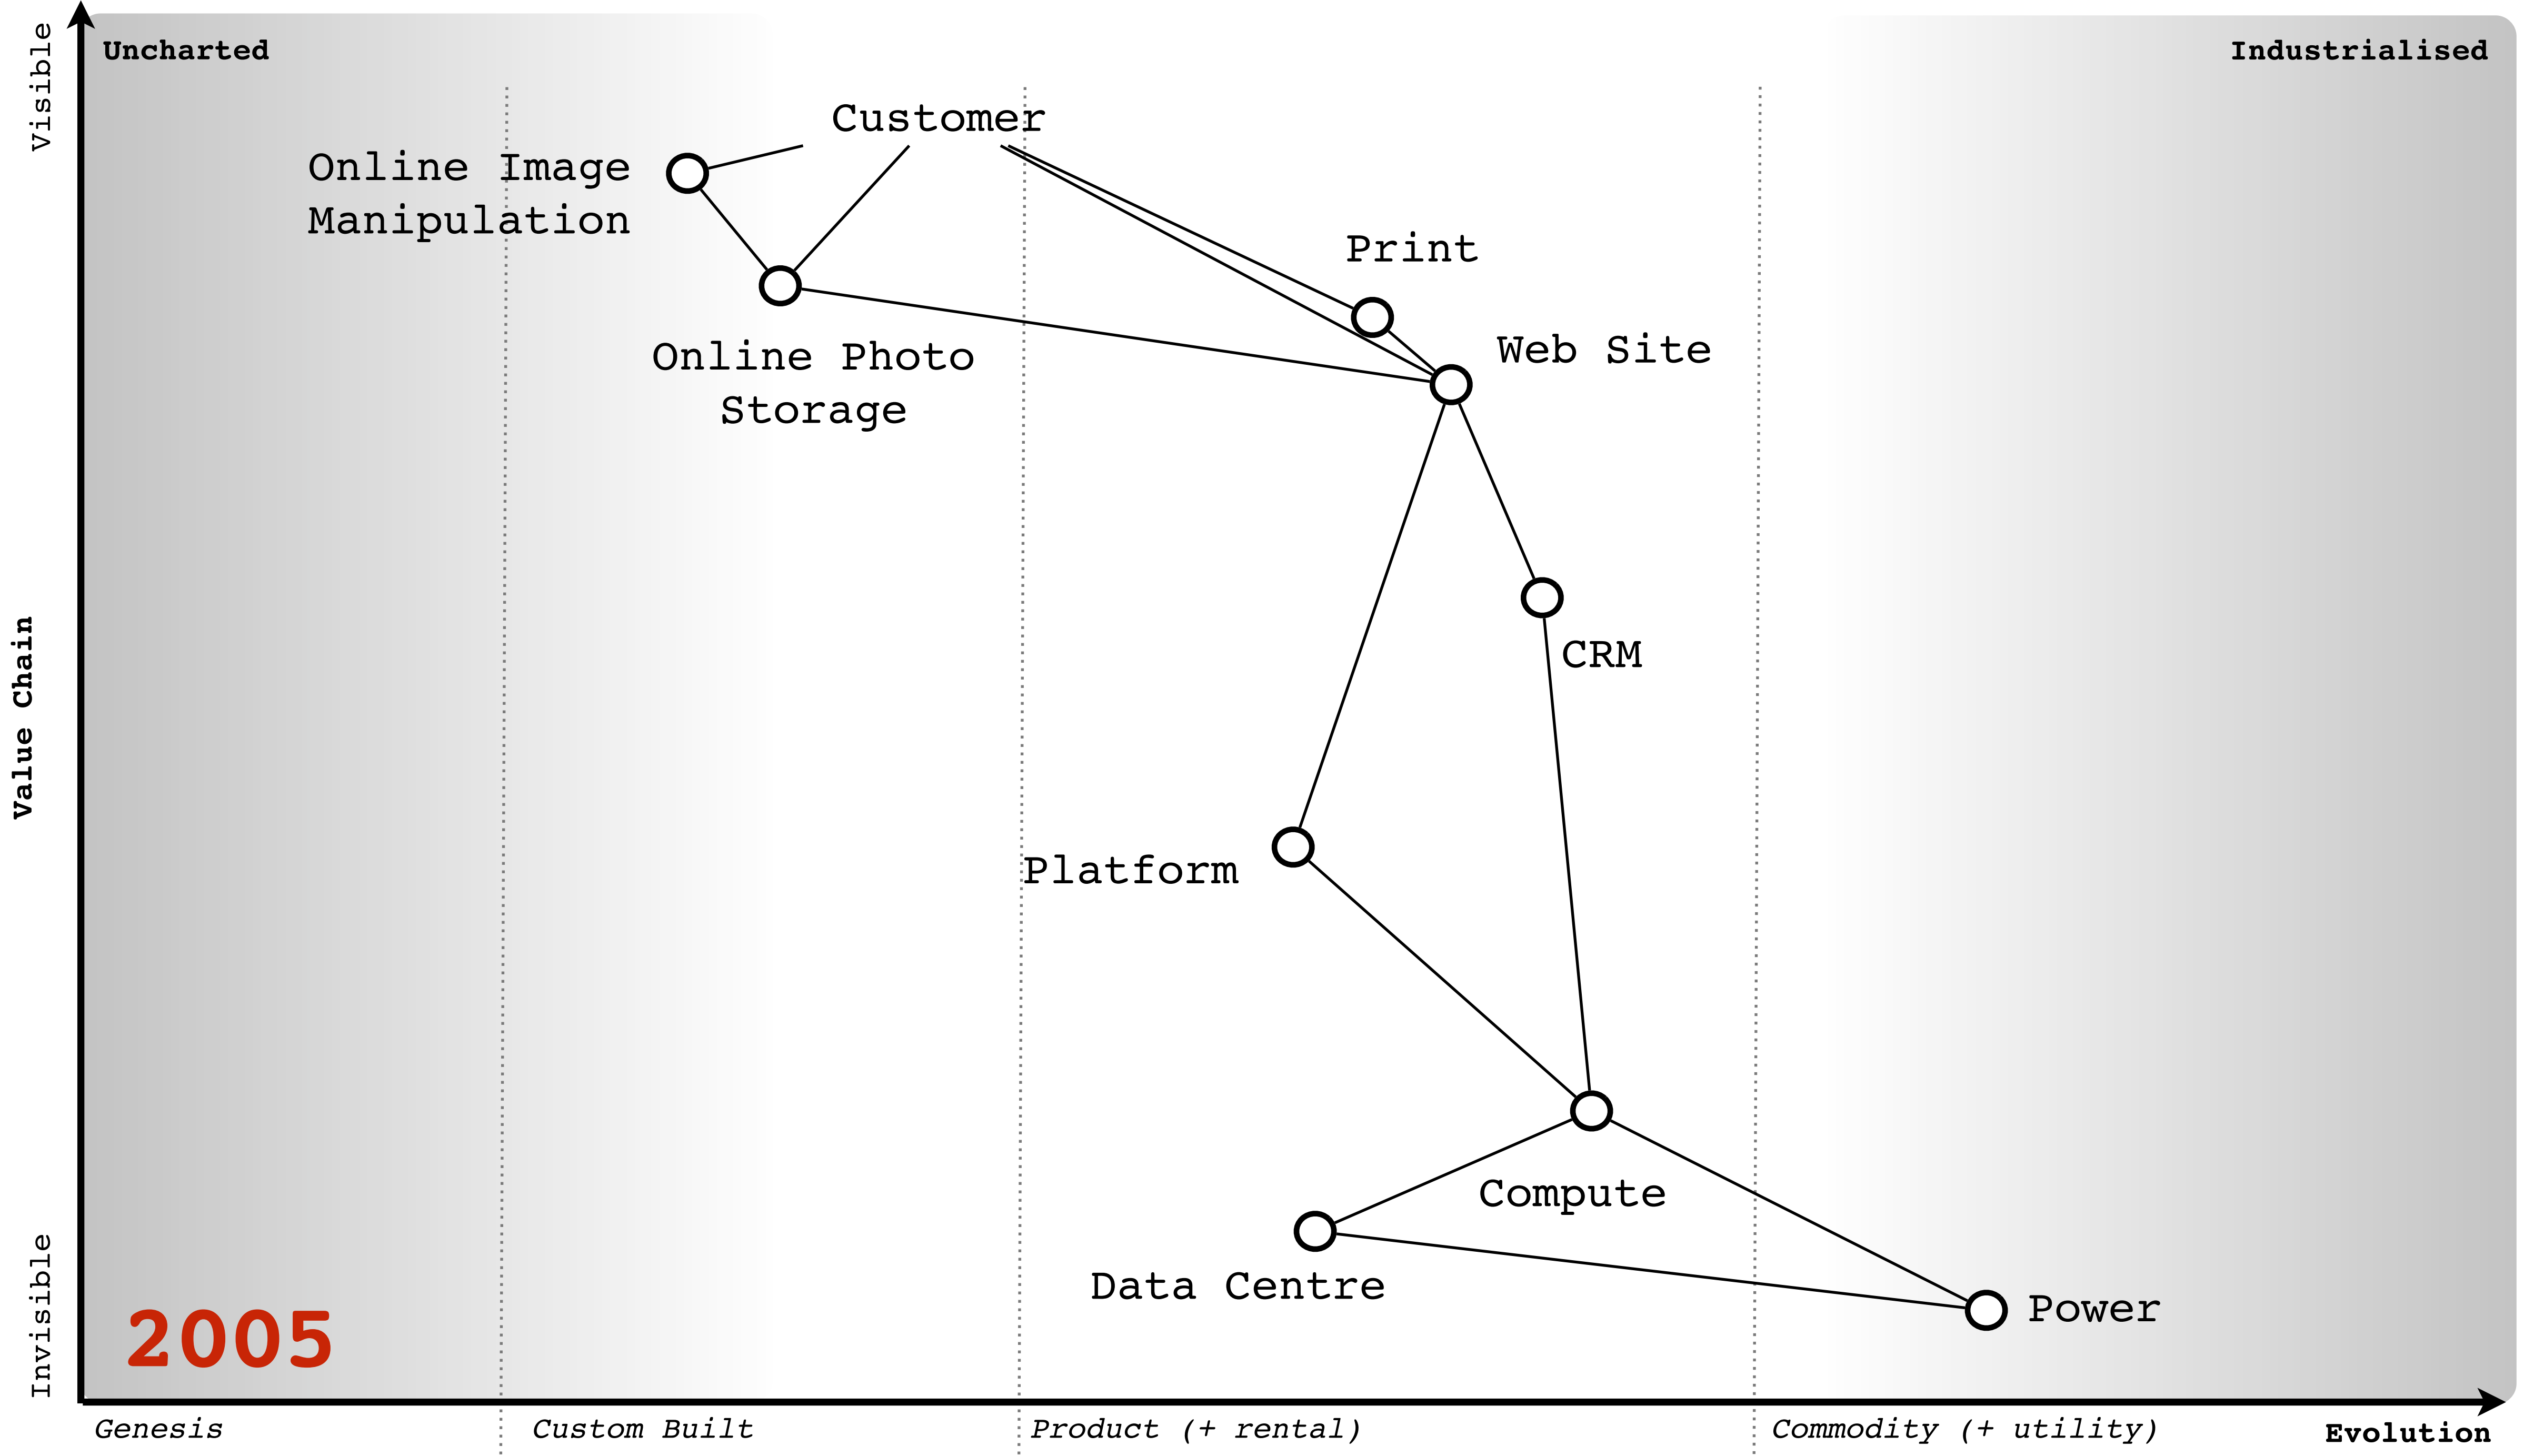 Visible
Uncharted
Industrialised
Customer
Online Image
Manipulation
Print
Online Photo
Storage
Web Site
CRM
Value Chain
Platform
Compute
Data Centre
Power
Invisible
2005
Genesis
Custom Built
Product (+ rental)
Commodity (+ utility)
Evolution